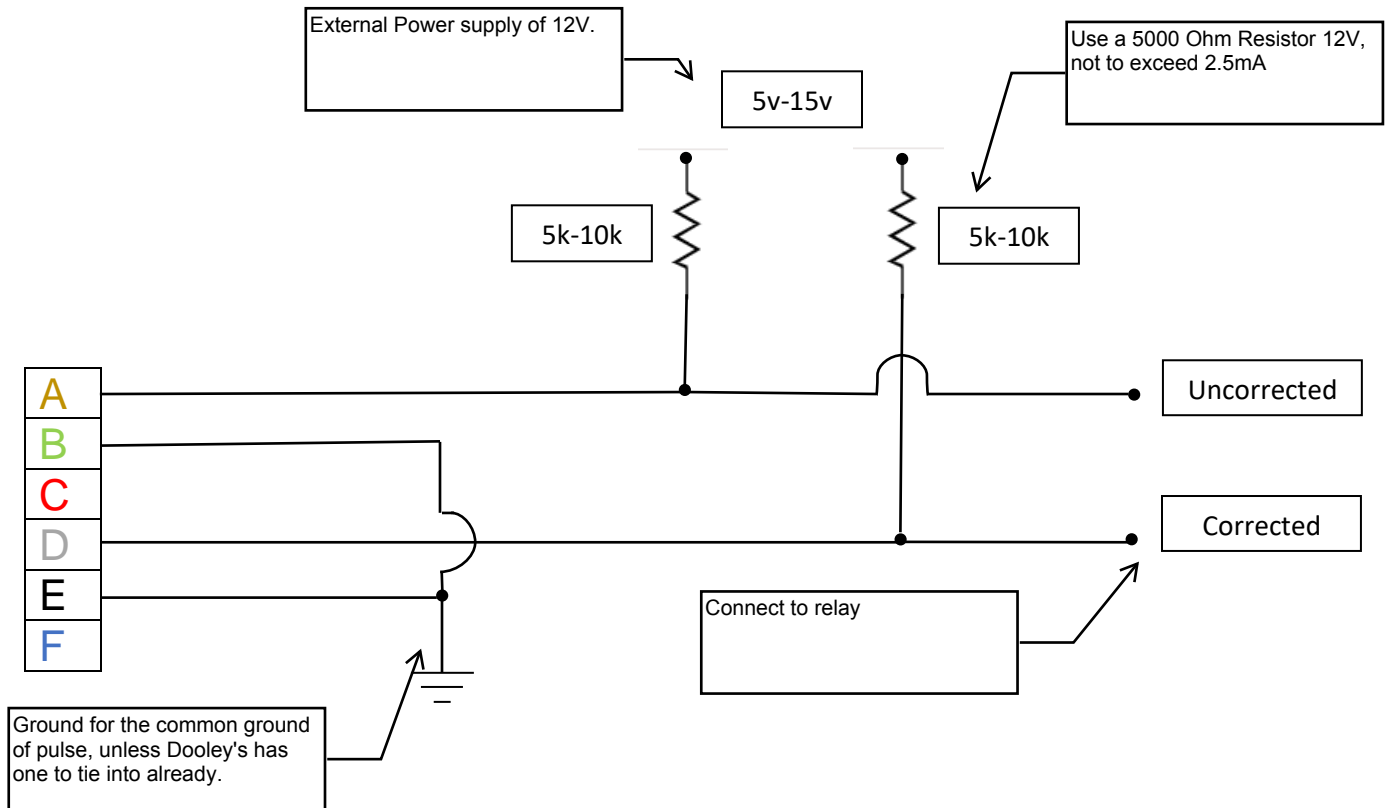 External Power supply of 12V.
Use a 5000 Ohm Resistor 12V,
not to exceed 2.5mA
5v-15v
5k-10k
5k-10k
A
B
C
D
E
F
Uncorrected
Corrected
Connect to relay
Ground for the common ground
of pulse, unless Dooley's has
one to tie into already.